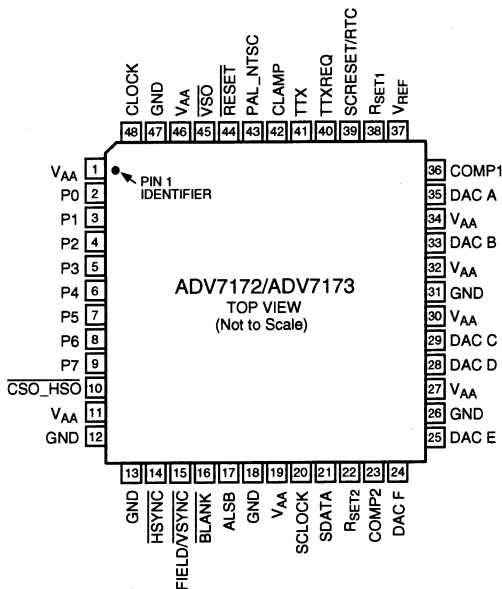 CLOCK
GND
VAA
VSO
RESET
PAL_NTSC
CLAMP
TTX
TTXREQ
SCRESET/RTC
RSET1
VREF
48 47 46 45 44 43 42 41 40 39 38 37
VAA 1
P0 2
P1 3
P2 4
P3 5
P4 6
P5 7
P6 8
P7 9
CSO_HSO 10
VAA 11
GND 12
PIN 1
IDENTIFIER
ADV7172/ADV7173
TOP VIEW
(Not to Scale)
36 COMP1
35 DAC A
34 VAA
33 DAC B
32 VAA
31 GND
30 VAA
29 DAC C
28 DAC D
27 VAA
26 GND
25 DAC E
13 14 15 16 17 18 19 20 21 22 23 24
GND
HSYNC
FIELD/VSYNC
BLANK
ALSB
GND
VAA
SCLOCK
SDATA
RSET2
COMP2
DAC F